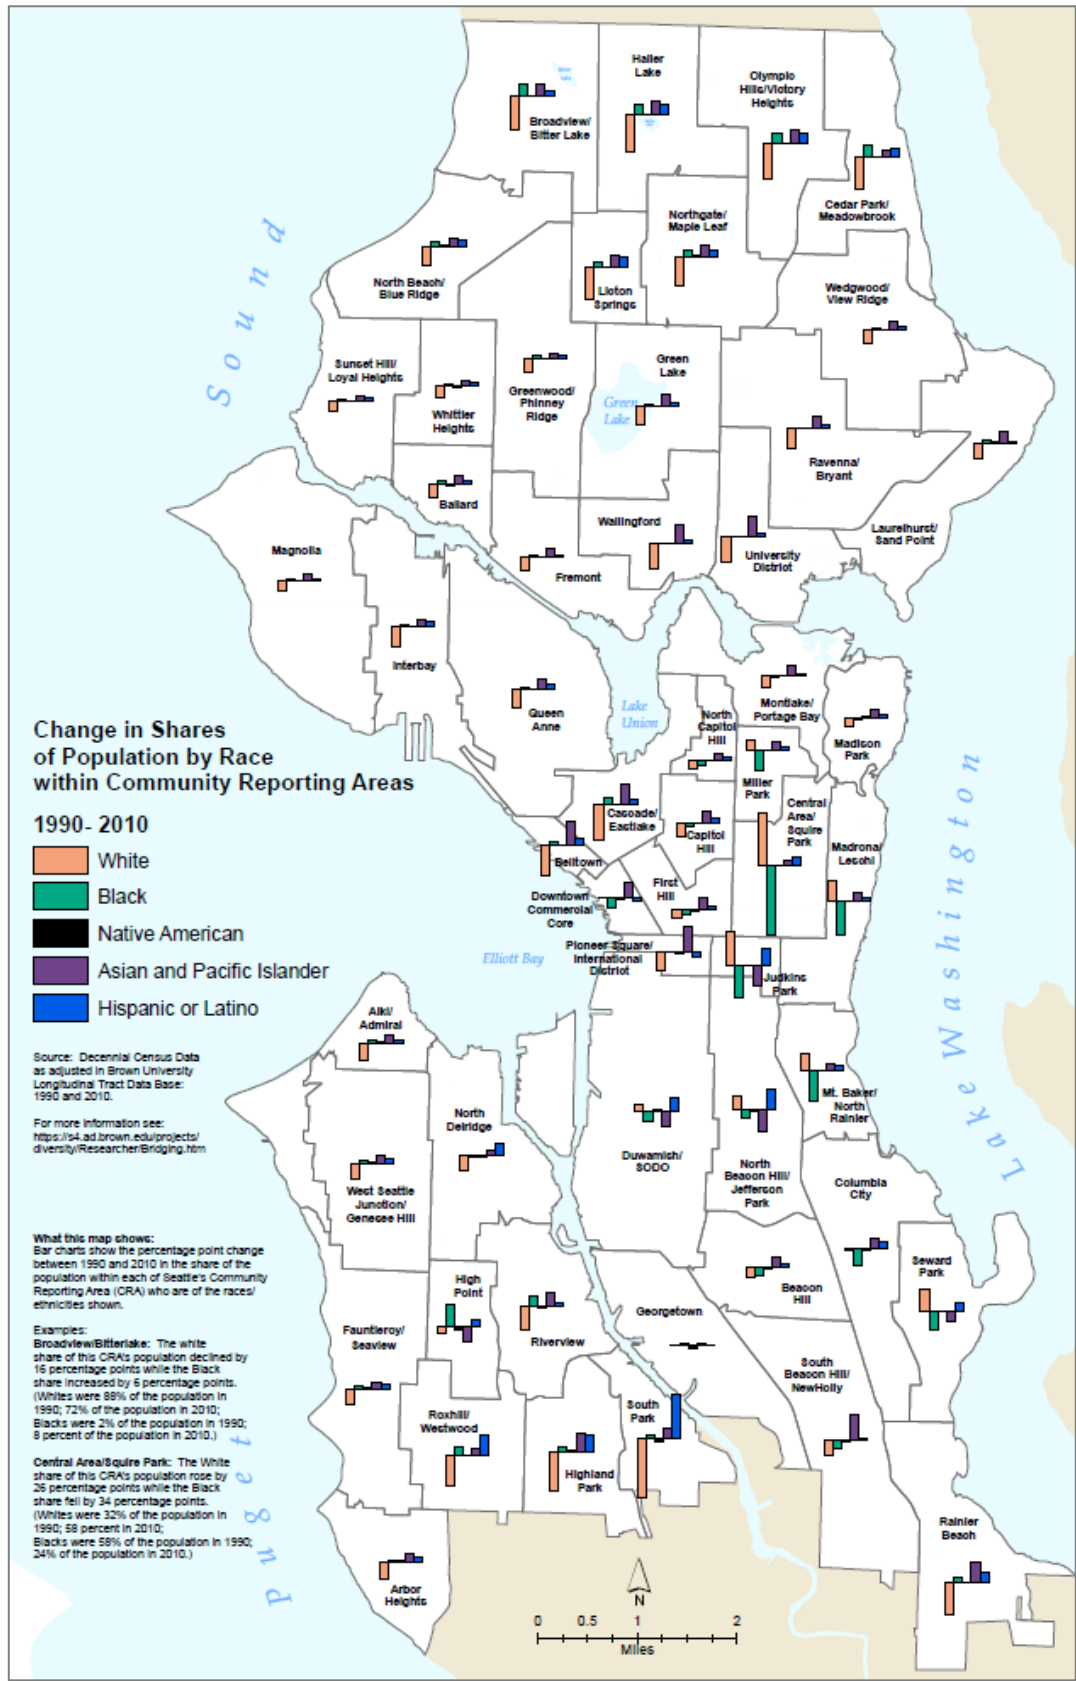 Haller
Lake
Olympic
Hills/Victory
Heights
Broadview/
Bitter Lake
Cedar Park/
Meadowbrook
Northgate/
Maple Leaf
North Beach/
Blue Ridge
Licton
Springs
Wedgwood/
View Ridge
Sound
Sunset Hill/
Loyal Heights
Green
Lake
Greenwood/
Phinney
Ridge
Green
Lake
Whittier
Heights
Ravenna/
Bryant
Ballard
Wallingford
Laurelhurst/
Sand Point
Magnolia
University
District
Fremont
Interbay
Queen
Anne
Lake
Union
North
Capitol
Hill
Montlake/
Portage Bay
Madison
Park
Change in Shares
of Population by Race
within Community Reporting Areas
1990- 2010
White
Black
Native American
Asian and Pacific Islander
Hispanic or Latino
Miller
Park
Central
Area/
Squire
Park
Cascade/
Eastlake
Capitol
Hill
Madrona/
Leschi
Belltown
First
Hill
Downtown
Commercial
Core
Pioneer Square/
International
District
Judkins
Park
Elliott Bay
Lake Washington
Alki/
Admiral
Source: Decennial Census Data
as adjusted in Brown University
Longitudinal Tract Data Base:
1990 and 2010.
For more information see:
https://s4.ad.brown.edu/projects/
diversity/Researcher/Bridging.htm
North
Delridge
Mt. Baker/
North
Rainier
Duwamish/
SODO
North
Beacon Hill/
Jefferson
Park
Columbia
City
West Seattle
Junction/
Genesee Hill
What this map shows:
Bar charts show the percentage point change
between 1990 and 2010 in the share of the
population within each of Seattle's Community
Reporting Area (CRA) who are of the races/
ethnicities shown.
Examples:
Broadview/Bitterlake: The white
share of this CRA's population declined by
16 percentage points while the Black
share increased by 6 percentage points.
(Whites were 88% of the population in
1990; 72% of the population in 2010;
Blacks were 2% of the population in 1990;
8 percent of the population in 2010.)
Central Area/Squire Park: The White
share of this CRA's population rose by
26 percentage points while the Black
share fell by 34 percentage points.
(Whites were 32% of the population in
1990; 58 percent in 2010;
Blacks were 58% of the population in 1990;
24% of the population in 2010.)
Puget
High
Point
Seward
Park
Beacon
Hill
Georgetown
Fauntleroy/
Seaview
Riverview
South
Beacon Hill/
NewHolly
Roxhill/
Westwood
South
Park
Highland
Park
Rainier
Beach
Arbor
Heights
N
0 0.5 1 2
Miles